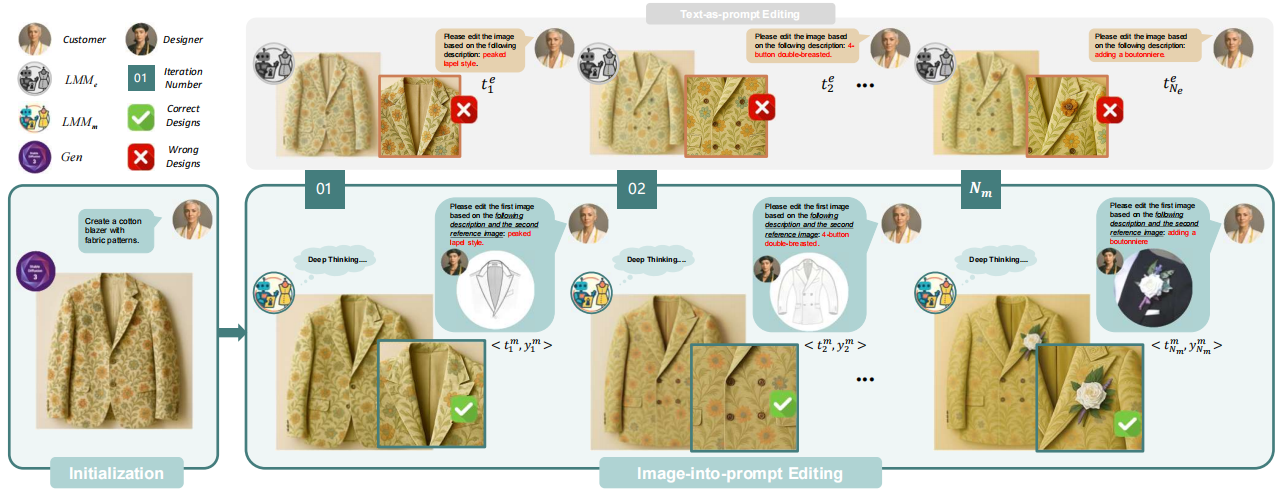 Text-as-prompt Editing
Customer
Designer
LMMe
01
Iteration
Number
LMMm
Correct
Designs
Gen
Wrong
Designs
Please edit the image
based on the following
description: peaked
lapel style.
t_1^e
Please edit the image based
on the following description: 4-
button double-breasted.
t_2^e
•••
Please edit the image based on
the following description:
adding a boutonniere.
t_{N_e}^e
01
02
N_m
Create a cotton
blazer with
fabric patterns.
Stable
Diffusion
3
Initialization
Deep Thinking....
Please edit the first image
based on the following
description and the second
reference image: peaked
lapel style.
< t_1^m, y_1^m >
Deep Thinking....
Please edit the first image
based on the following
description and the second
reference image: 4-button
double-breasted.
< t_2^m, y_2^m >
•••
Deep Thinking....
Please edit the first image
based on the following
description and the second
reference image: adding a
boutonniere
< t_{N_m}^m, y_{N_m}^m >
Image-into-prompt Editing